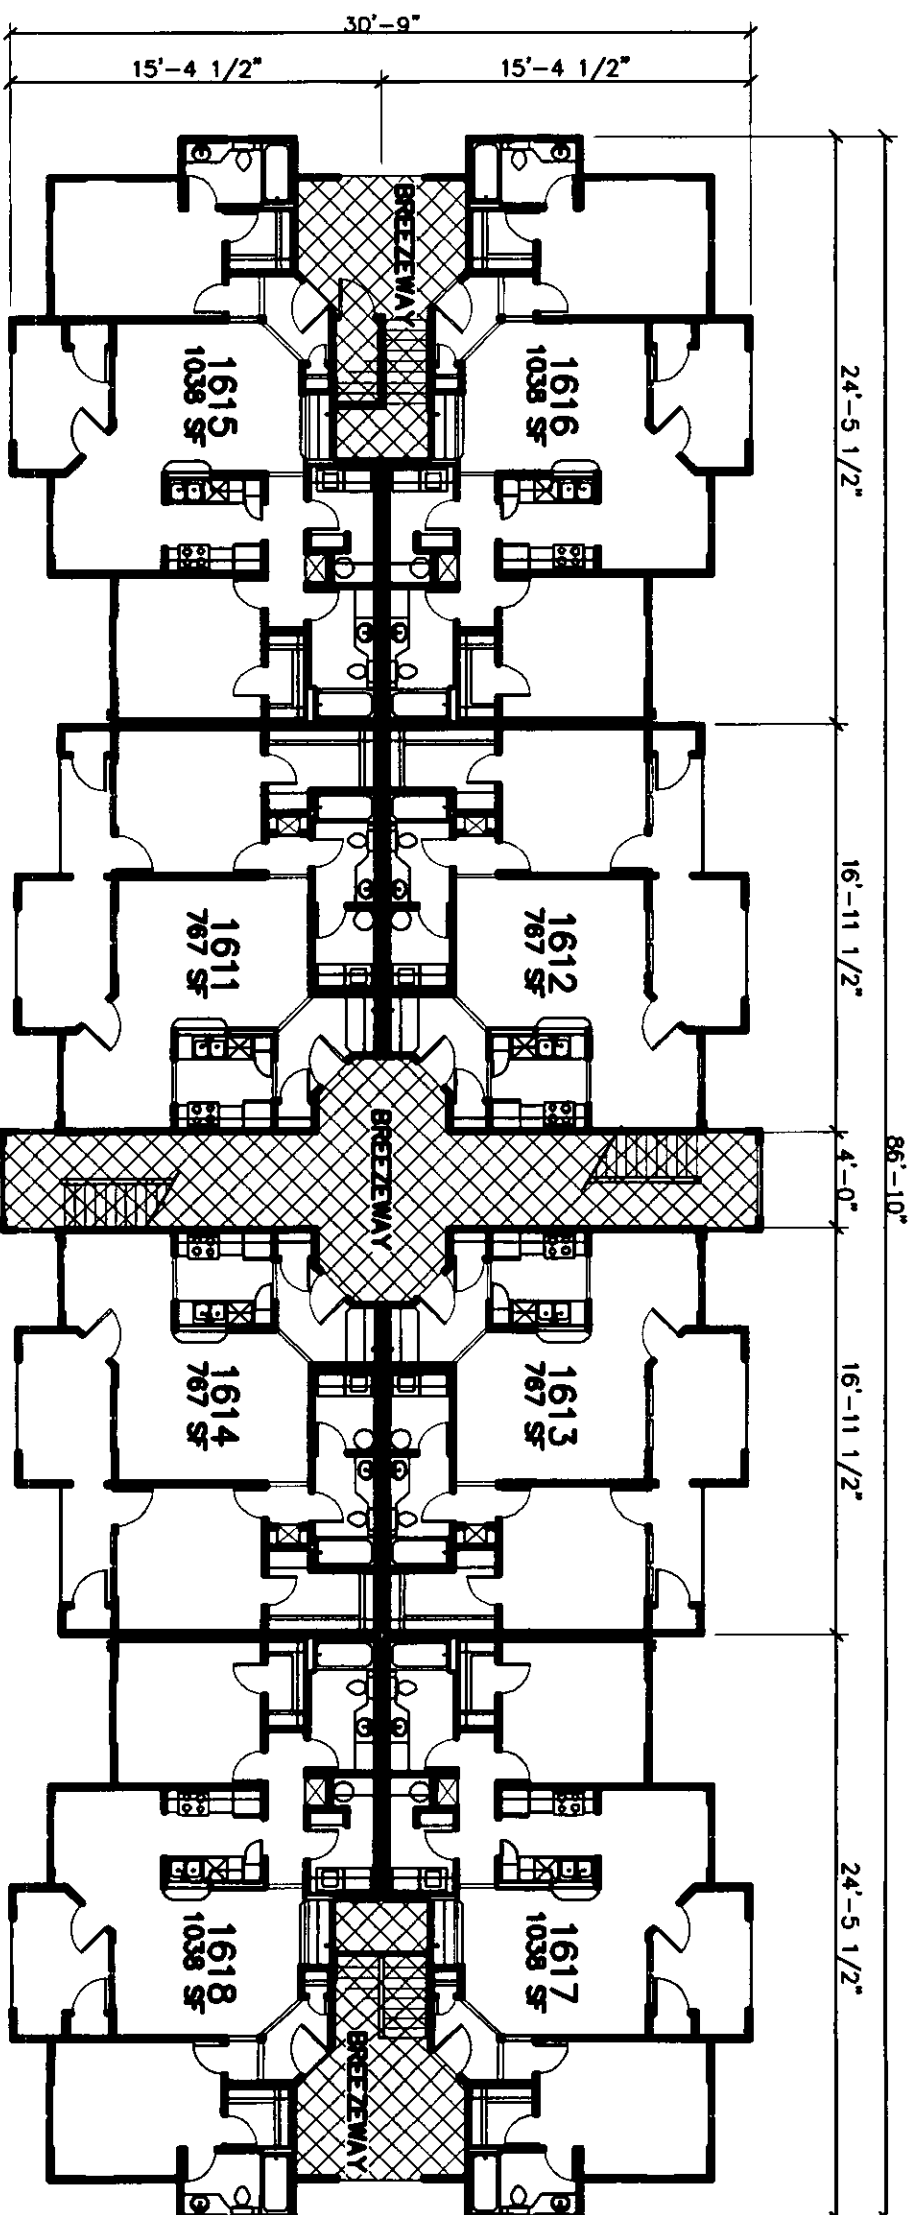 30'-9"
15'-4 1/2"
15'-4 1/2"
BREEZEWAY
1615
1038 SF
1616
1038 SF
24'-5 1/2"
16'-11 1/2"
1611
767 SF
1612
767 SF
BREEZEWAY
4'-0"
86'-10"
1614
767 SF
1613
767 SF
16'-11 1/2"
24'-5 1/2"
1618
1038 SF
1617
1038 SF
BREEZEWAY